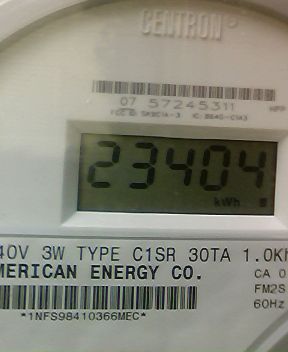 CENTRON®
07 57245311
23404
kWh
40V 3W TYPE C1SR 30TA 1.0Kh
MERICAN ENERGY CO.
CA 0
FM2S
60Hz
*1NFS98410366MEC*